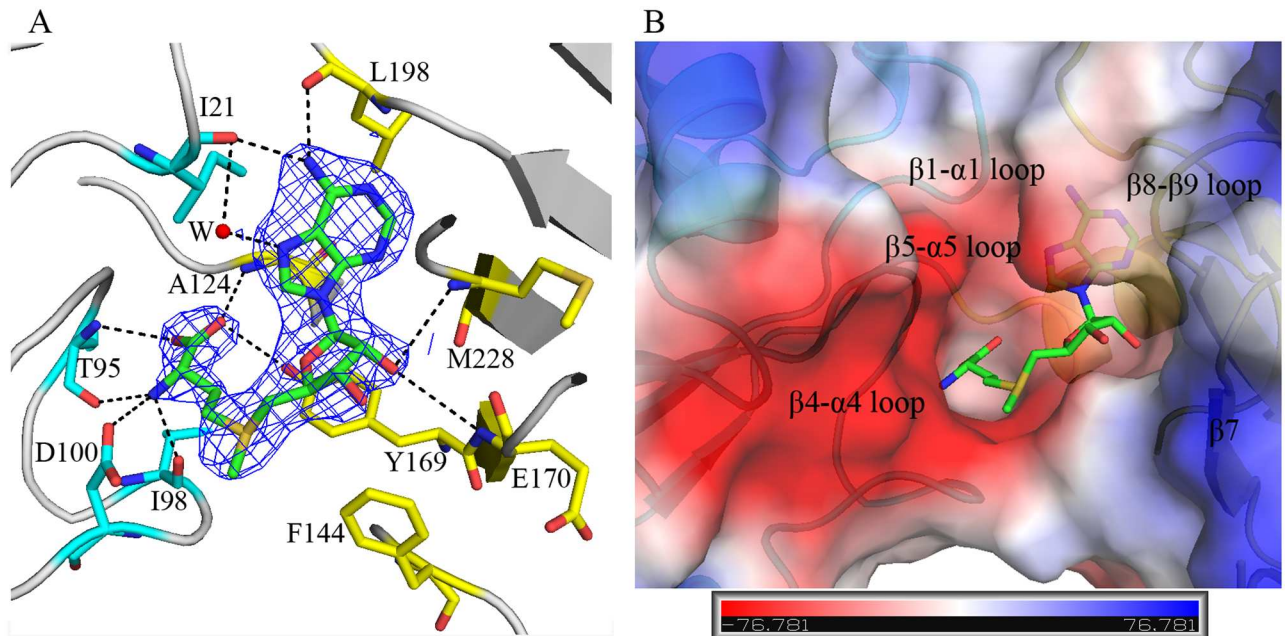 A
B
L198
I21
W
A124
T95
M228
D100
I98
Y169
E170
F144
β1-α1 loop
β8-β9 loop
β5-α5 loop
β4-α4 loop
β7
-76.781
76.781